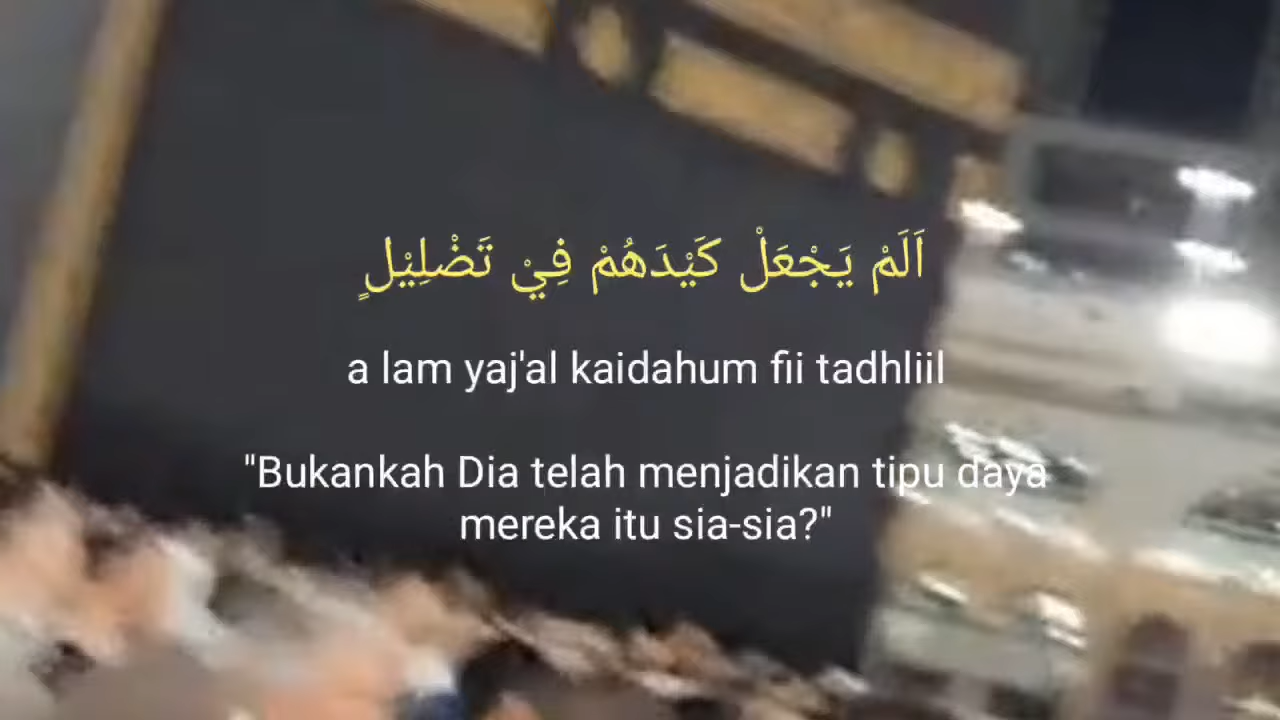 اَلَمْ يَجْعَلْ كَيْدَهُمْ فِيْ تَضْلِيْلٍ
a lam yaj'al kaidahum fii tadhliil
"Bukankah Dia telah menjadikan tipu daya
mereka itu sia-sia?"